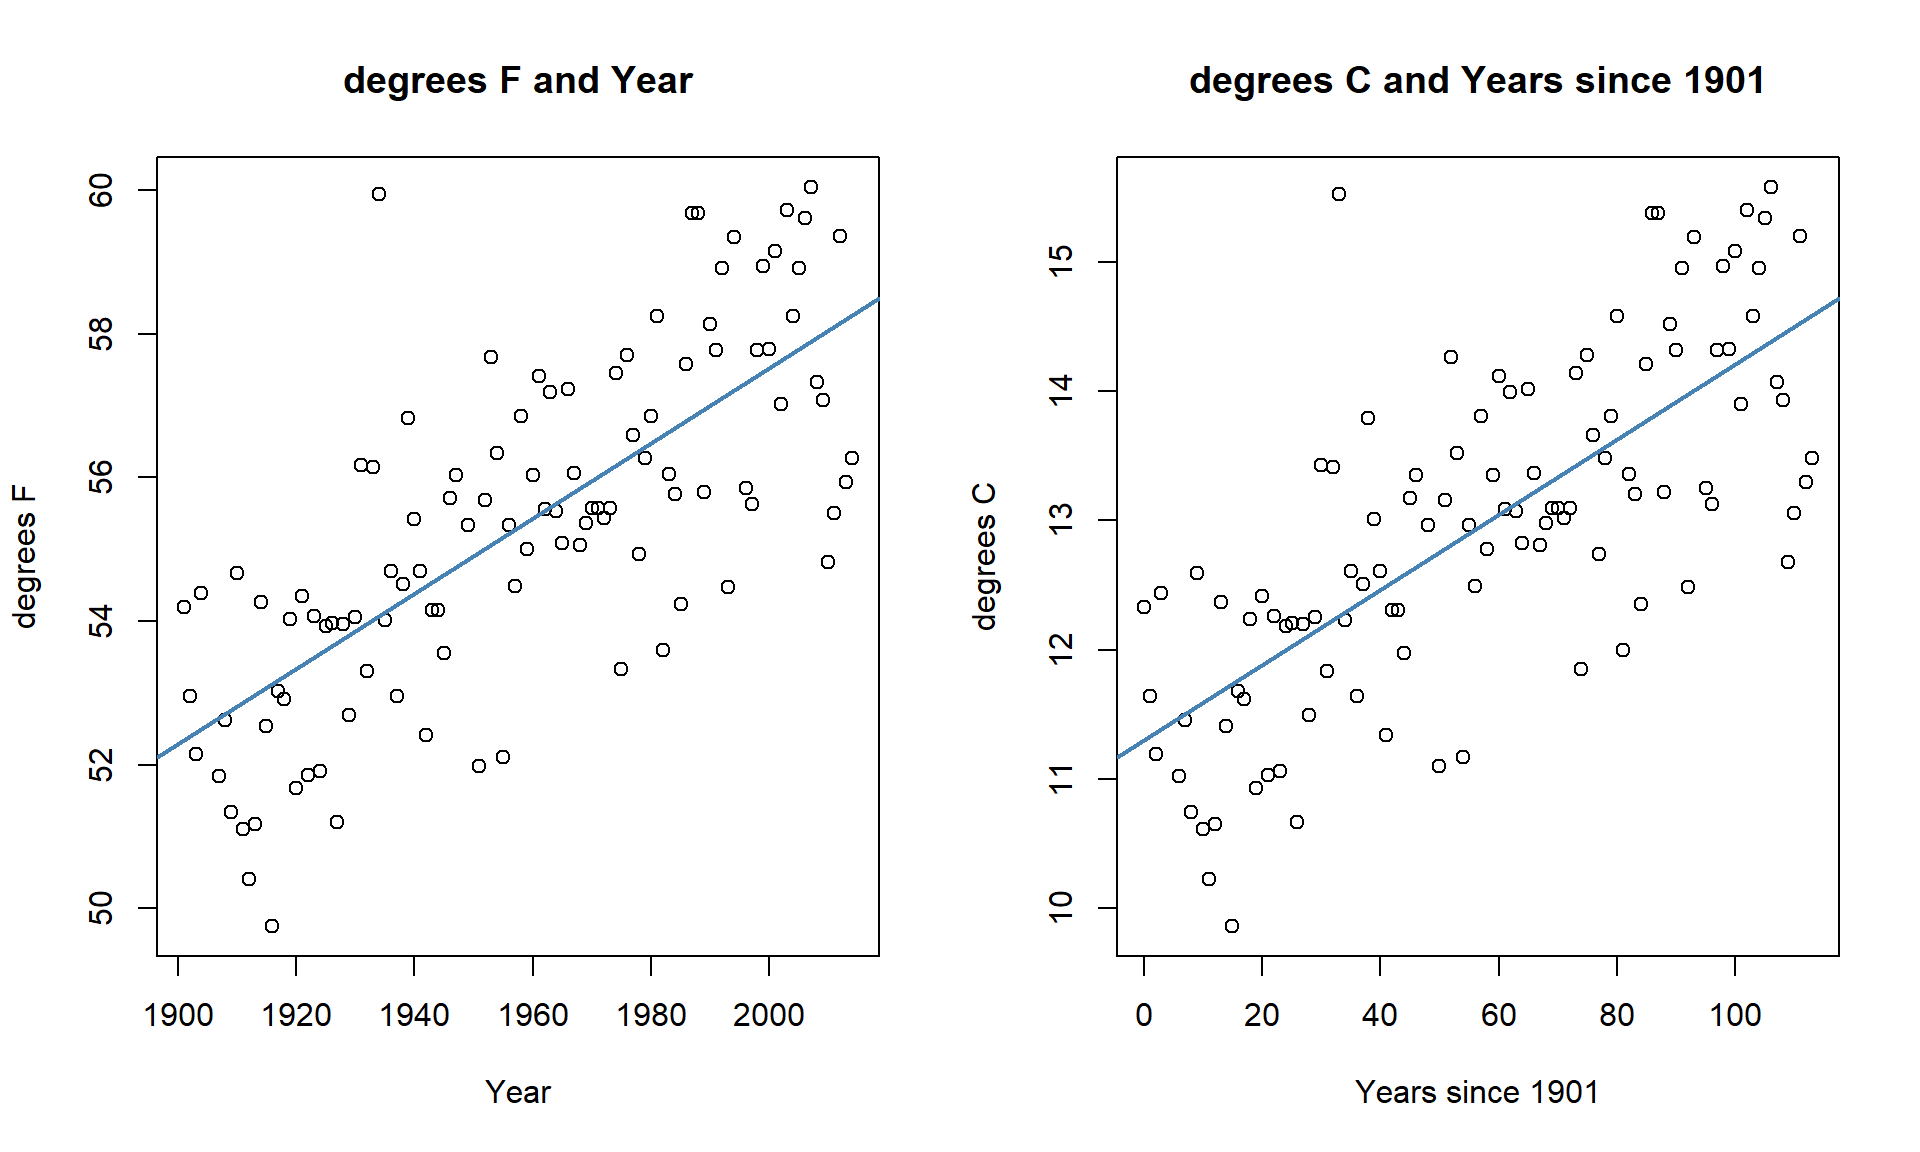 degrees F and Year
degrees F
60
58
56
54
52
50
1900 1920 1940 1960 1980 2000
Year
degrees C and Years since 1901
degrees C
15
14
13
12
11
10
0 20 40 60 80 100
Years since 1901